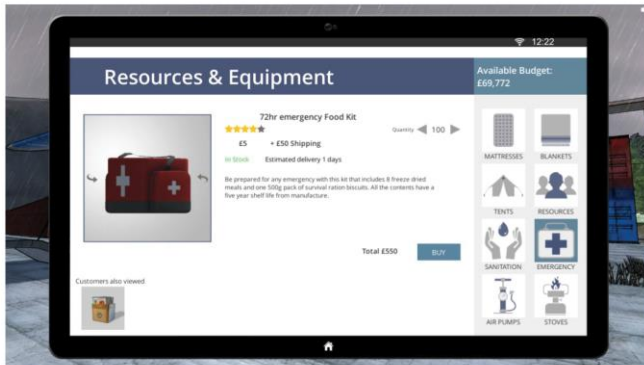 12:22
Resources & Equipment
Available Budget:
£69,772
72hr emergency Food Kit
Quantity 100
£5 + £50 Shipping
In Stock Estimated delivery 1 days
Be prepared for any emergency with this kit that includes 8 freeze dried
meals and one 500g pack of survival ration biscuits. All the contents have a
five year shelf life from manufacture.
Total £550 BUY
Customers also viewed
MATTRESSES BLANKETS
TENTS RESOURCES
SANITATION EMERGENCY
AIR PUMPS STOVES